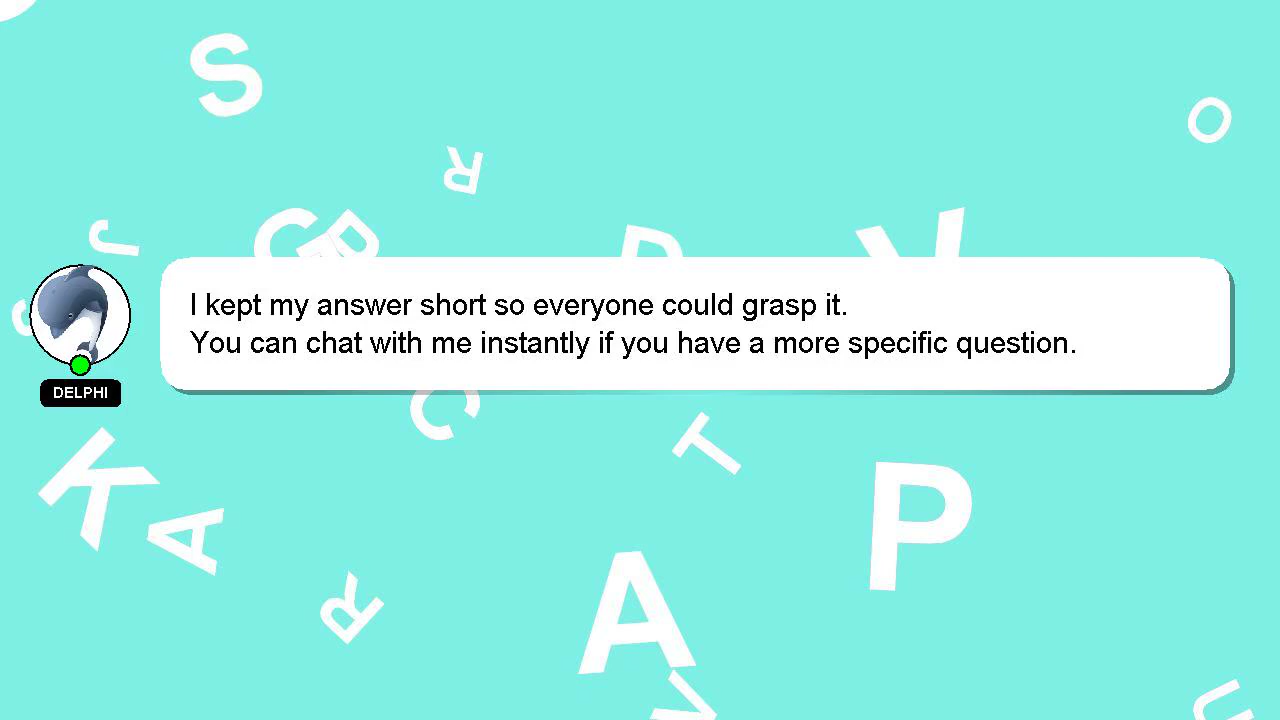 S
O
R
J
C
D
V
I kept my answer short so everyone could grasp it.
You can chat with me instantly if you have a more specific question.
DELPHI
C
T
K
P
A
R
A
V
U